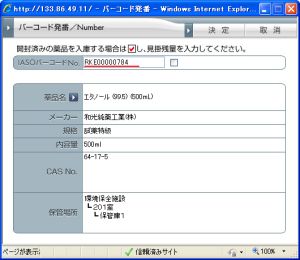 http://133.86.49.11/ - バーコード発番 - Windows Internet Explor...
バーコード発番／Number
決 定
取 消
開封済みの薬品を入庫する場合は し、見掛残量を入力してください。
IASOバーコードNo. RKE00000784
薬品名 エタノール (99.5) (500mL)
メーカー 和光純薬工業(株)
規格 試薬特級
内容量 500ml
CAS No. 64-17-5
保管場所 環境保全施設
┗201室
┗保管庫1
ページが表示
信頼済みサイト
100%